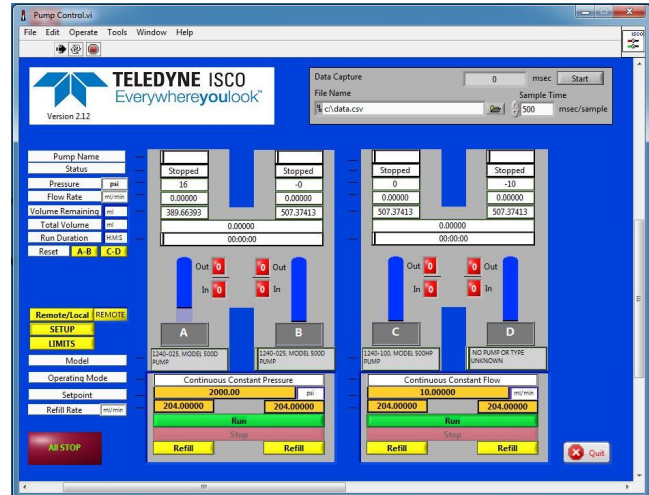 Pump Control.vi
File Edit Operate Tools Window Help
ISCO
TELEDYNE ISCO
Everywhereyoulook™
Version 2.12
Data Capture 0 msec Start
File Name Sample Time
c:\data.csv 500 msec/sample
Pump Name
Status Stopped Stopped Stopped Stopped
Pressure psi 16 -0 0 -10
Flow Rate ml/min 0.00000 0.00000 0.00000 0.00000
Volume Remaining ml 389.66393 507.37413 507.37413 507.37413
Total Volume ml 0.00000 0.00000
Run Duration H:M:S 00:00:00 00:00:00
Reset A-B C-D
Out 0 0 Out Out 0 0 Out
In 0 0 In In 0 0 In
Remote/Local REMOTE
SETUP A B C D
LIMITS
Model 1240-025, MODEL 500D PUMP 1240-025, MODEL 500D PUMP 1240-100, MODEL 500HP PUMP NO PUMP OR TYPE UNKNOWN
Operating Mode Continuous Constant Pressure Continuous Constant Flow
Setpoint 2000.00 psi 10.00000 ml/min
Refill Rate ml/min 204.00000 204.00000 204.00000 204.00000
Run Run
Stop Stop
All STOP Refill Refill Refill Refill Quit